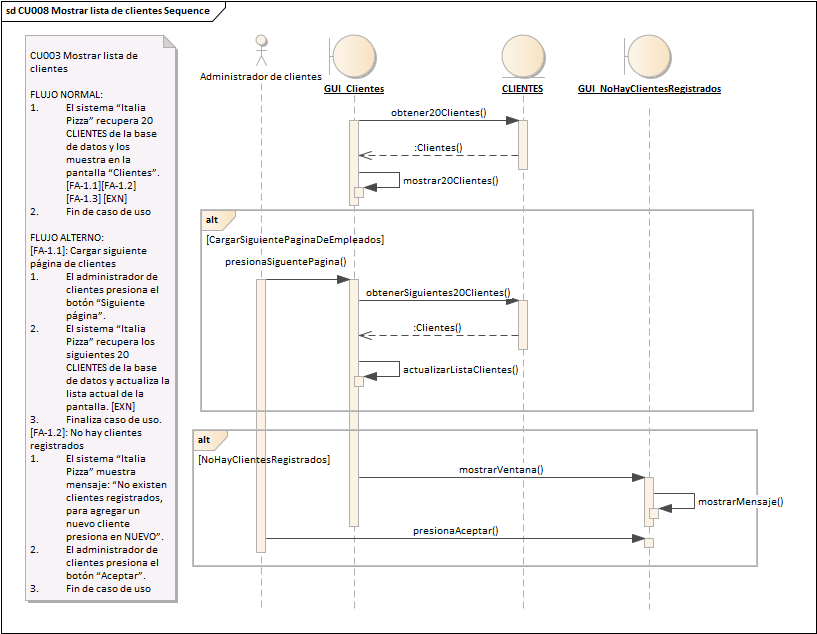 sd CU008 Mostrar lista de clientes Sequence
CU003 Mostrar lista de
clientes
FLUJO NORMAL:
1. El sistema “Italia
Pizza” recupera 20
CLIENTES de la base
de datos y los
muestra en la
pantalla “Clientes”.
[FA-1.1][FA-1.2]
[FA-1.3] [EXN]
2. Fin de caso de uso
FLUJO ALTERNO:
[FA-1.1]: Cargar siguiente
página de clientes
1. El administrador de
clientes presiona el
botón “Siguiente
página”.
2. El sistema “Italia
Pizza” recupera los
siguientes 20
CLIENTES de la base
de datos y actualiza la
lista actual de la
pantalla. [EXN]
3. Finaliza caso de uso.
[FA-1.2]: No hay clientes
registrados
1. El sistema “Italia
Pizza” muestra
mensaje: “No existen
clientes registrados,
para agregar un
nuevo cliente
presiona en NUEVO”.
2. El administrador de
clientes presiona el
botón “Aceptar”.
3. Fin de caso de uso
Administrador de clientes
GUI_Clientes
CLIENTES
GUI_NoHayClientesRegistrados
obtener20Clientes()
:Clientes()
mostrar20Clientes()
alt
[CargarSiguientePaginaDeEmpleados]
presionaSiguentePagina()
obtenerSiguientes20Clientes()
:Clientes()
actualizarListaClientes()
alt
[NoHayClientesRegistrados]
mostrarVentana()
mostrarMensaje()
presionaAceptar()